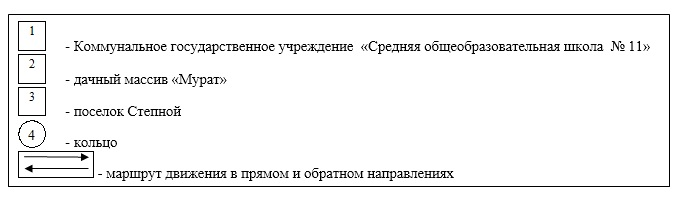 1 - Коммунальное государственное учреждение «Средняя общеобразовательная школа № 11»
2 - дачный массив «Мурат»
3 - поселок Степной
4 - кольцо
- маршрут движения в прямом и обратном направлениях